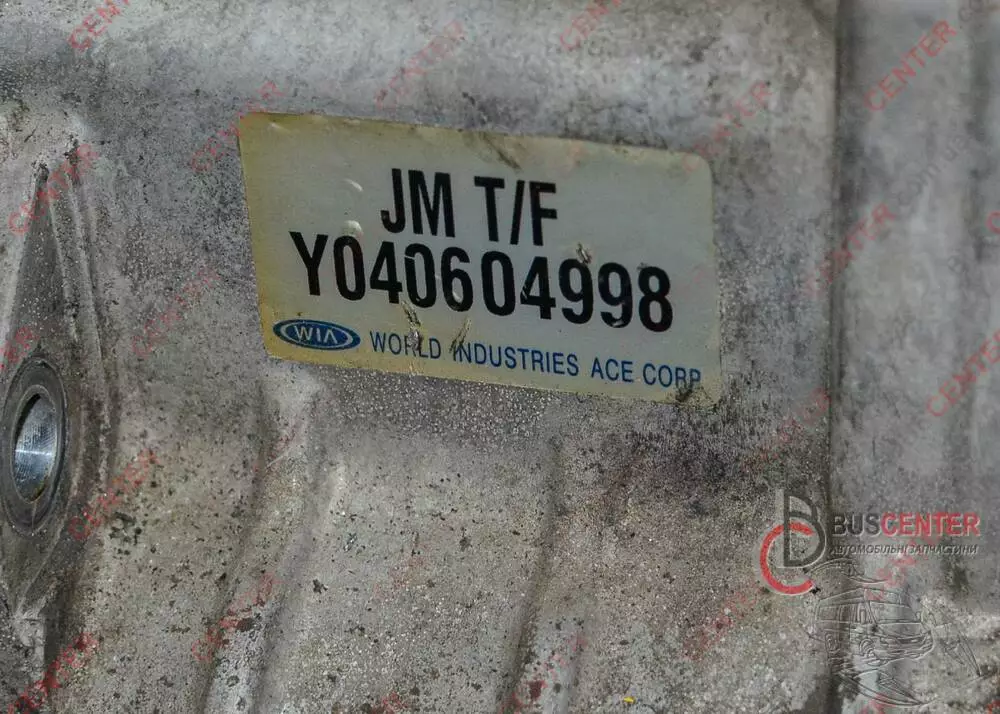 JM T/F
Y040604998
WIA WORLD INDUSTRIES ACE CORP
BUSCENTER
АВТОМОБІЛЬНІ ЗАПЧАСТИНИ